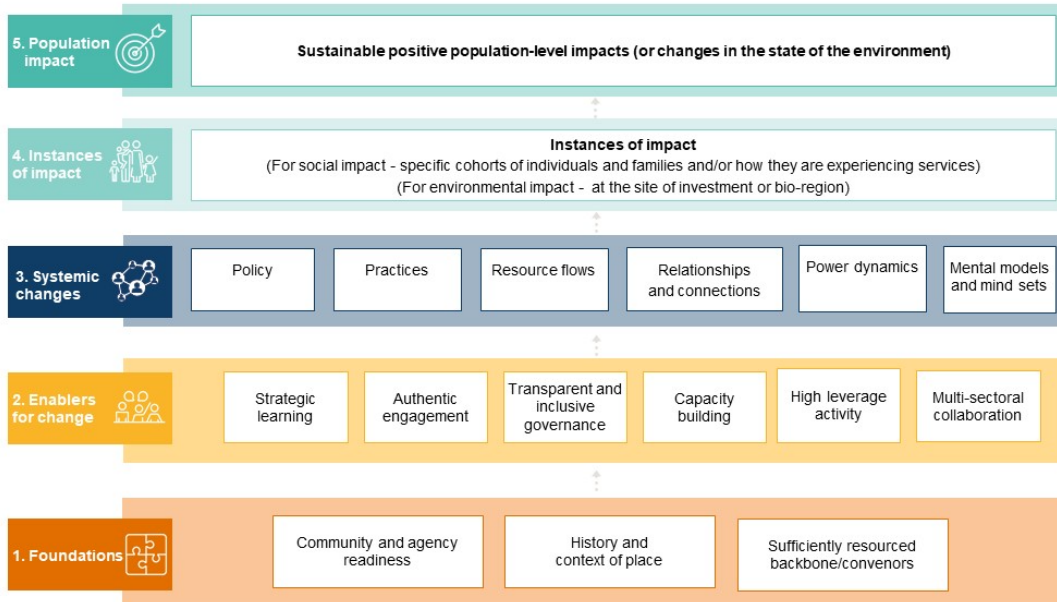 5. Population
impact
Sustainable positive population-level impacts (or changes in the state of the environment)
4. Instances
of impact
Instances of impact
(For social impact - specific cohorts of individuals and families and/or how they are experiencing services)
(For environmental impact - at the site of investment or bio-region)
3. Systemic
changes
Policy
Practices
Resource flows
Relationships
and connections
Power dynamics
Mental models
and mind sets
2. Enablers
for change
Strategic
learning
Authentic
engagement
Transparent and
inclusive
governance
Capacity
building
High leverage
activity
Multi-sectoral
collaboration
1. Foundations
Community and agency
readiness
History and
context of place
Sufficiently resourced
backbone/convenors